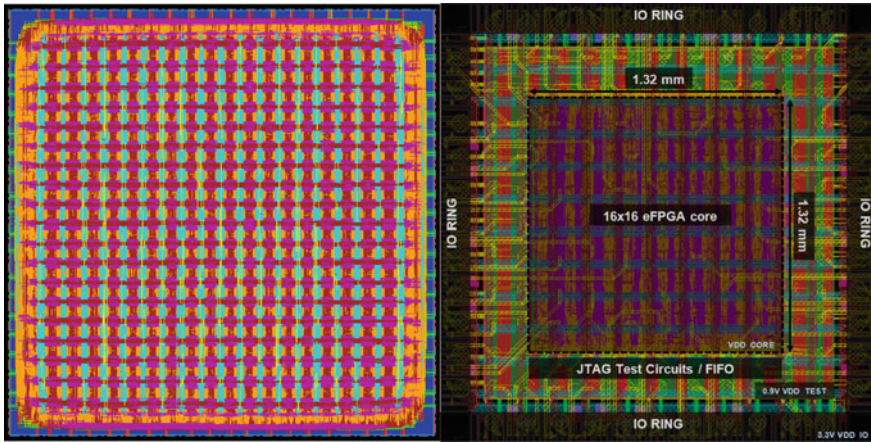 IO RING
1.32 mm
IO RING
16x16 eFPGA core
1.32 mm
IO RING
VDD CORE
JTAG Test Circuits / FIFO
0.9V VDD TEST
IO RING
3.3V VDD IO